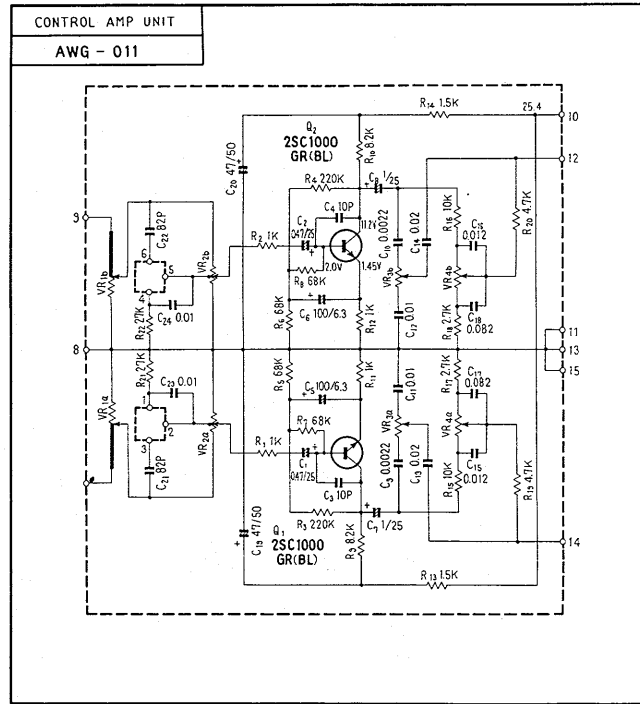 CONTROL AMP UNIT
AWG - 011
R14 1.5K
25.4
10
Q2
2SC1000
GR(BL)
C20 47/50
R10 8.2K
12
R4 220K
C8 1/25
C4 10P
11.2V
R16 10K
C16
0.012
R20 4.7K
9
C22 82P
6
5
4
VR2b
R2 1K
C2
0.47/25
2.0V
1.45V
C10 0.0022
C14 0.02
VR3b
VR4b
VR1b
R8 68K
C24 0.01
R22 27K
R6 68K
C6 100/6.3
R12 1K
C12 0.01
R18 2.7K
C18
0.082
11
8
13
15
R21 27K
C23 0.01
R5 68K
C5 100/6.3
R11 1K
C11 0.01
R17 2.7K
C17
0.082
VR1a
1
2
3
VR2a
R7 68K
VR3a
VR4a
R1 1K
C1
0.47/25
C3 10P
C21 82P
C9 0.0022
C13 0.02
R15 10K
C15
0.012
R19 4.7K
R3 220K
C7 1/25
C19 47/50
Q1
2SC1000
GR(BL)
R9 8.2K
14
R13 1.5K